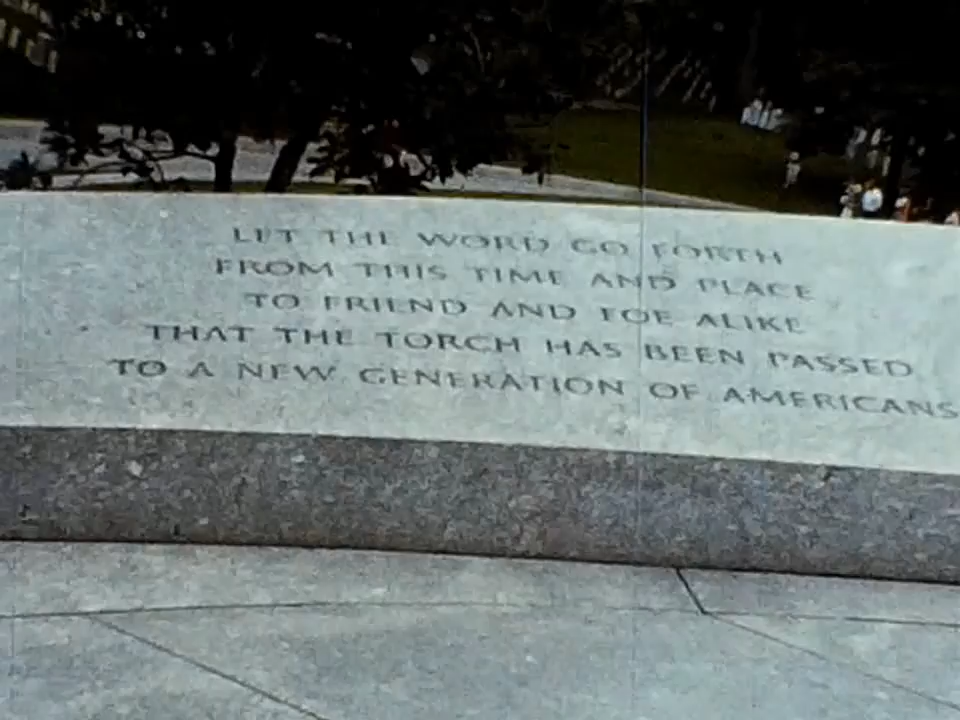 LET THE WORD GO FORTH
FROM THIS TIME AND PLACE
TO FRIEND AND FOE ALIKE
THAT THE TORCH HAS BEEN PASSED
TO A NEW GENERATION OF AMERICANS